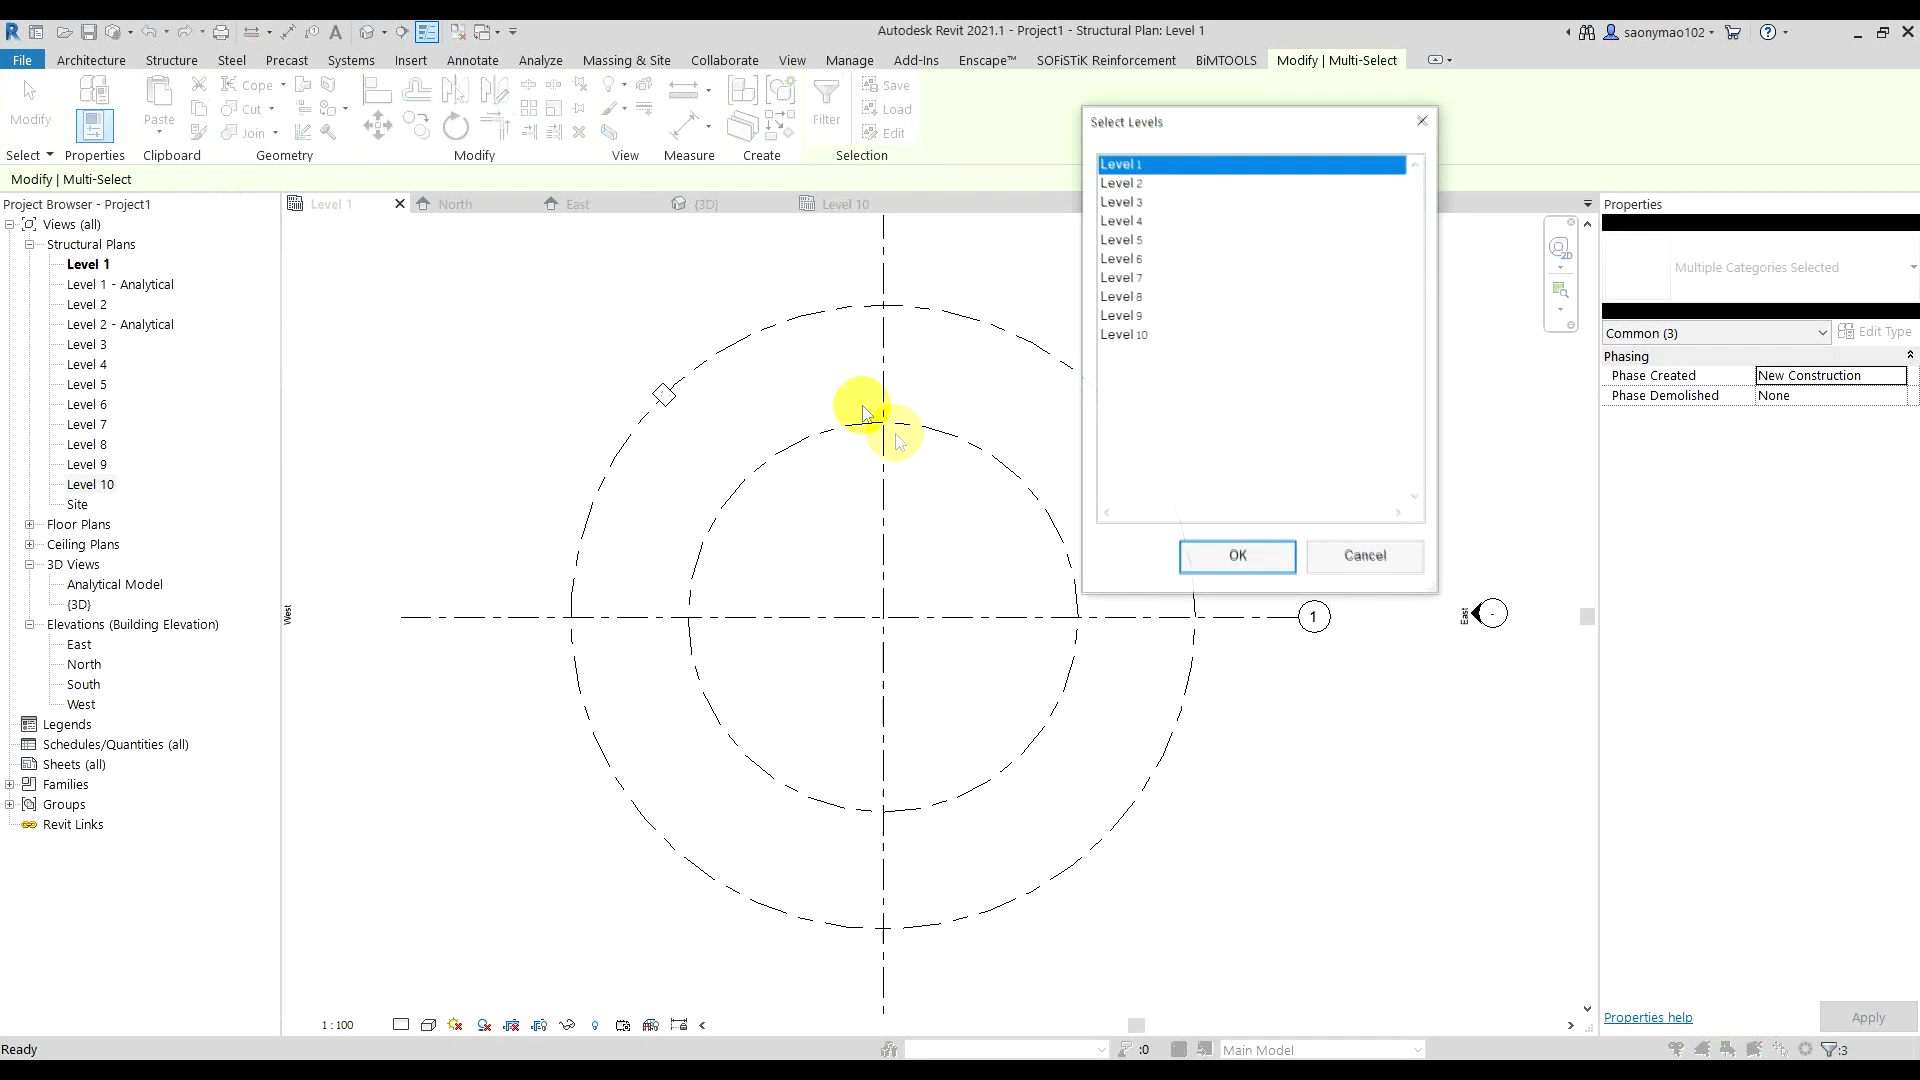 Autodesk Revit 2021.1 - Project1 - Structural Plan: Level 1
saonymao102
File Architecture Structure Steel Precast Systems Insert Annotate Analyze Massing & Site Collaborate View Manage Add-Ins Enscape™ SOFiSTiK Reinforcement BiMTOOLS Modify | Multi-Select
Modify
Paste
Cope
Cut
Join
Filter
Save
Load
Edit
Select Properties Clipboard Geometry Modify View Measure Create Selection
Modify | Multi-Select
Project Browser - Project1
Views (all)
Structural Plans
Level 1
Level 1 - Analytical
Level 2
Level 2 - Analytical
Level 3
Level 4
Level 5
Level 6
Level 7
Level 8
Level 9
Level 10
Site
Floor Plans
Ceiling Plans
3D Views
Analytical Model
{3D}
Elevations (Building Elevation)
East
North
South
West
Legends
Schedules/Quantities (all)
Sheets (all)
Families
Groups
Revit Links
Level 1 North East {3D} Level 10
West
1
East
2D
Select Levels
Level 1
Level 2
Level 3
Level 4
Level 5
Level 6
Level 7
Level 8
Level 9
Level 10
OK Cancel
Properties
Multiple Categories Selected
Common (3) Edit Type
Phasing
Phase Created New Construction
Phase Demolished None
Properties help Apply
1 : 100
Ready
:0
Main Model
:3